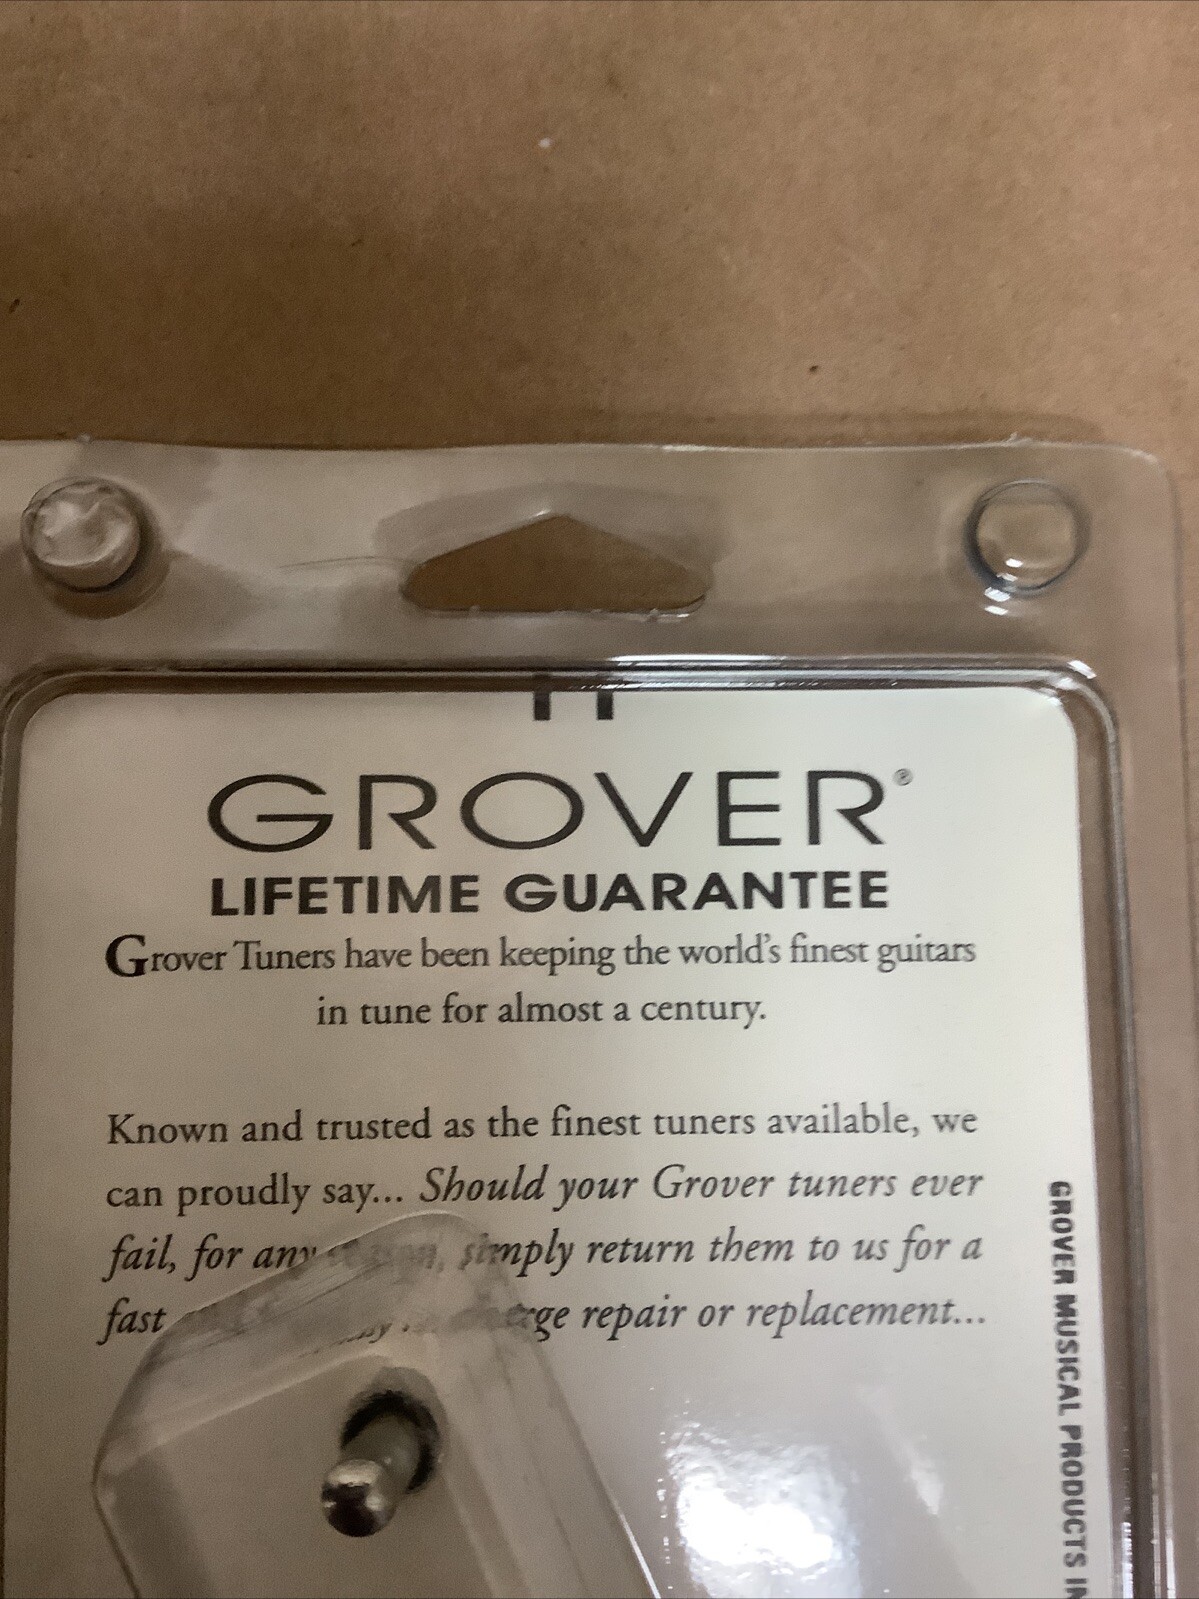 GROVER®
LIFETIME GUARANTEE
Grover Tuners have been keeping the world's finest guitars
in tune for almost a century.
Known and trusted as the finest tuners available, we
can proudly say... Should your Grover tuners ever
fail, for any reason, simply return them to us for a
fast repair or replacement...
GROVER MUSICAL PRODUCTS IN